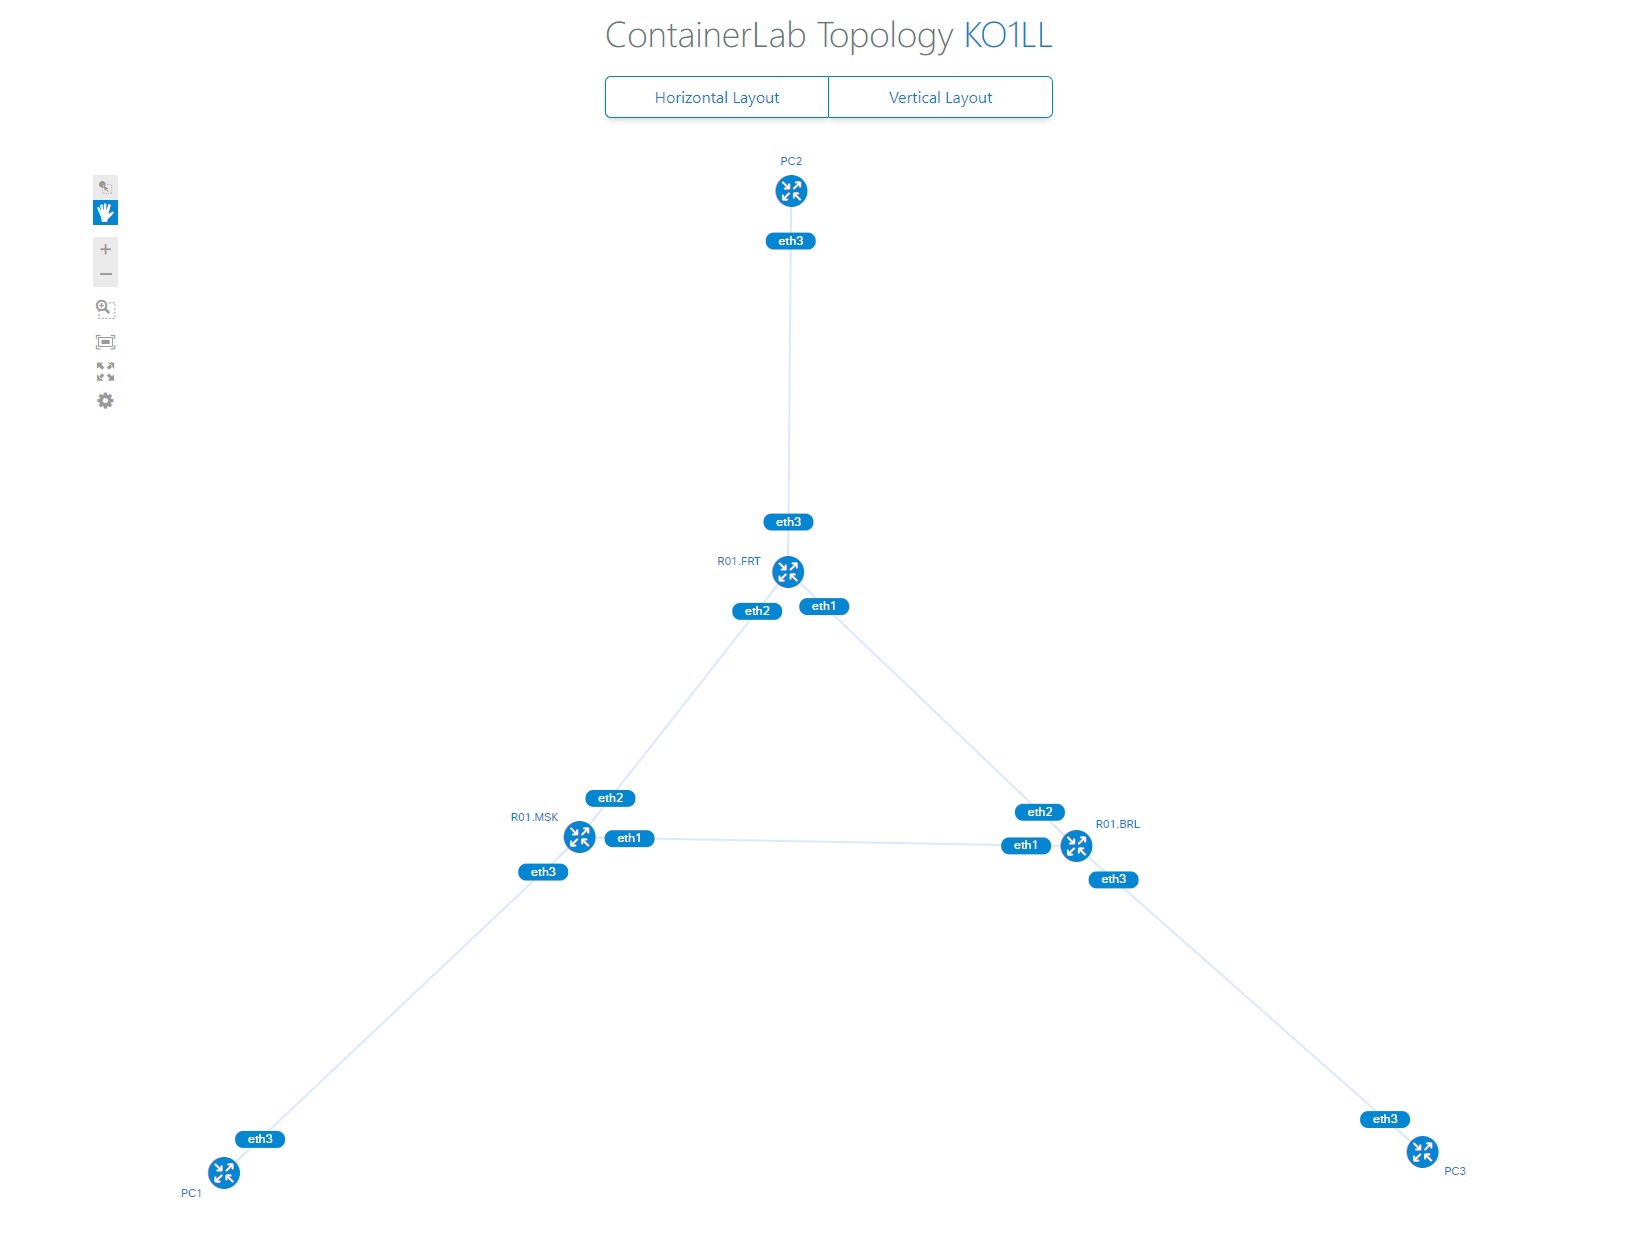 ContainerLab Topology KO1LL
Horizontal Layout
Vertical Layout
PC2
eth3
eth3
R01.FRT
eth2
eth1
eth2
R01.MSK
eth1
eth3
eth2
R01.BRL
eth1
eth3
eth3
PC1
eth3
PC3